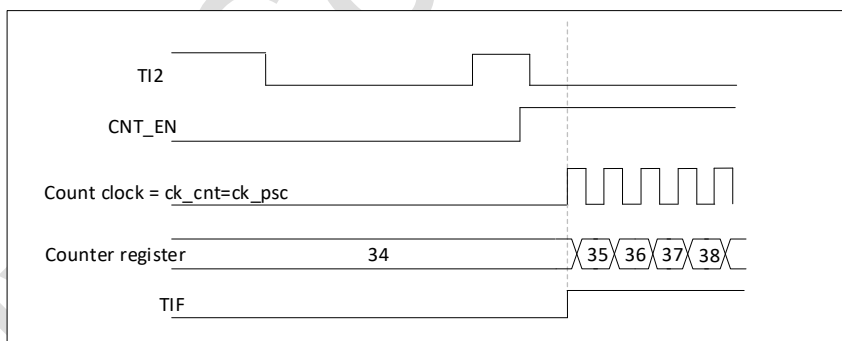 TI2
CNT_EN
Count clock = ck_cnt=ck_psc
Counter register 34 35 36 37 38
TIF